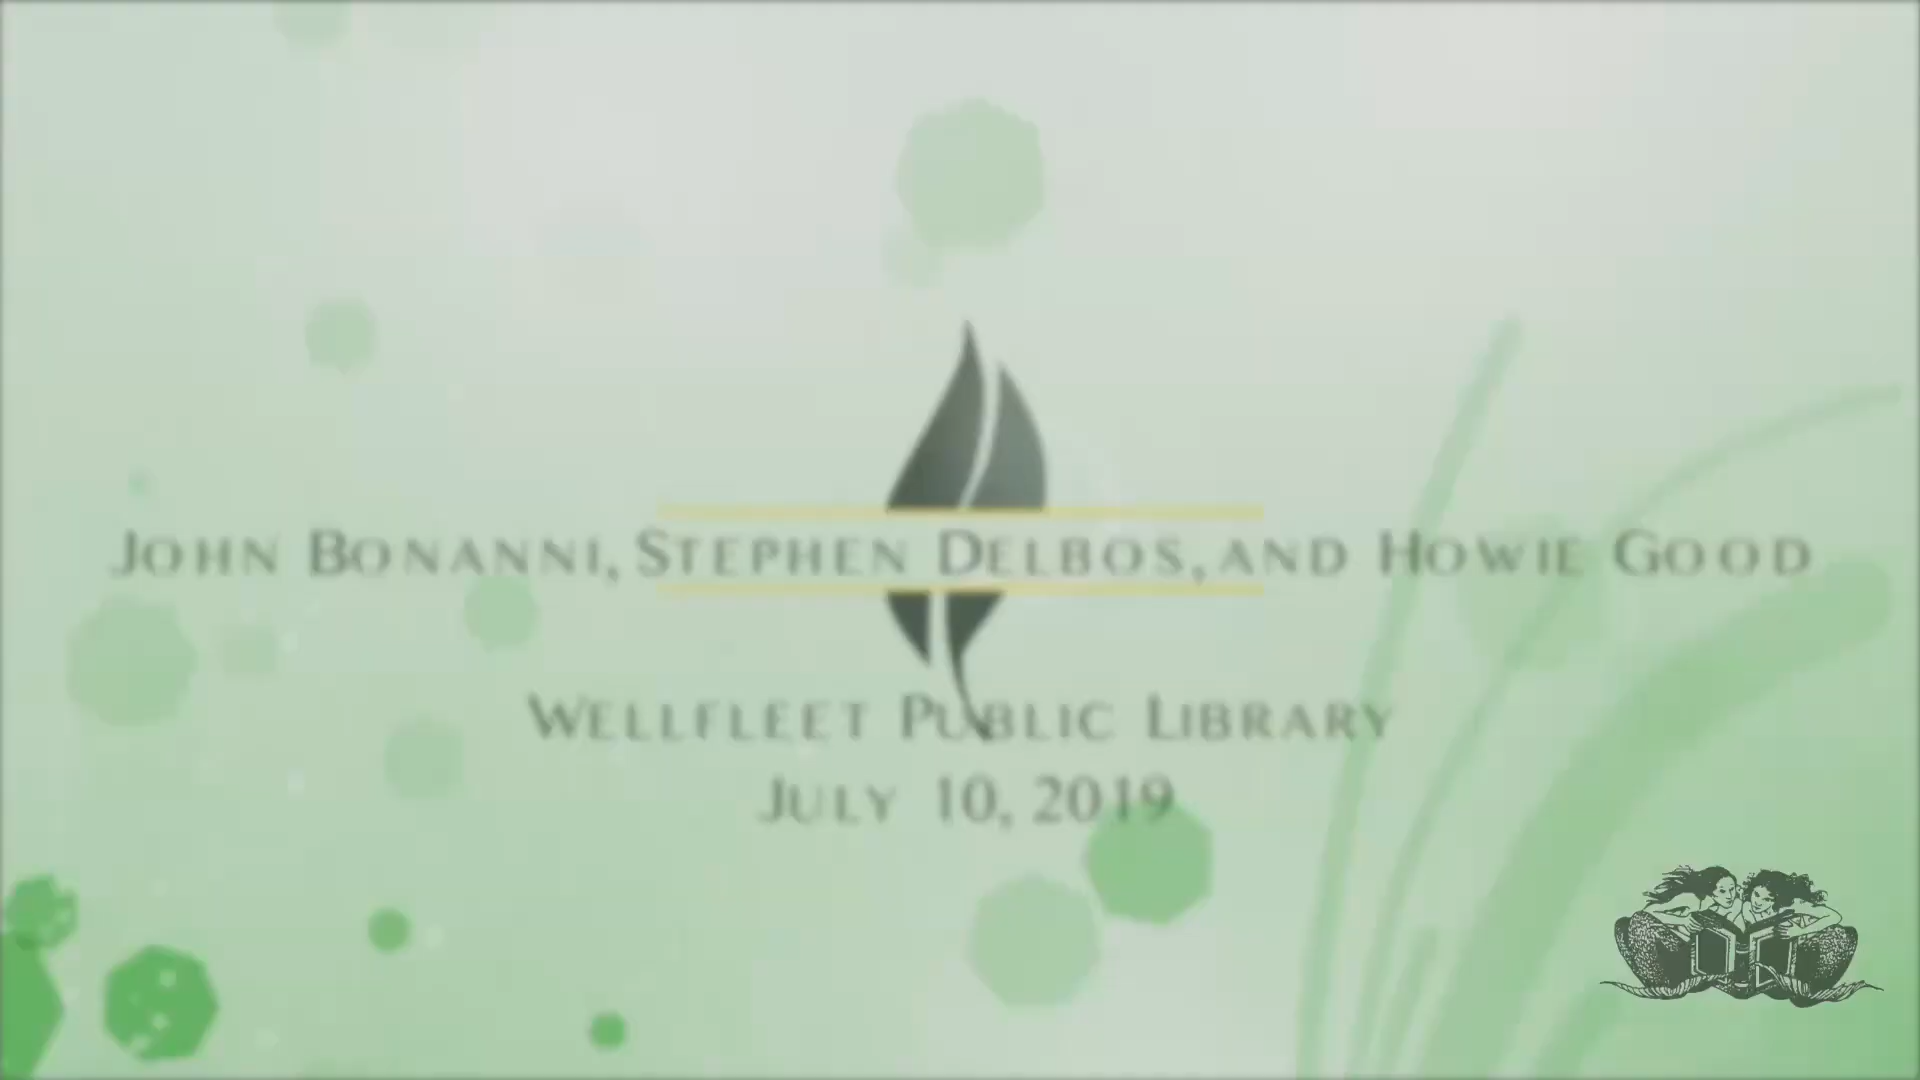 John Bonanni, Stephen Delbos, and Howie Good
Wellfleet Public Library
July 10, 2019